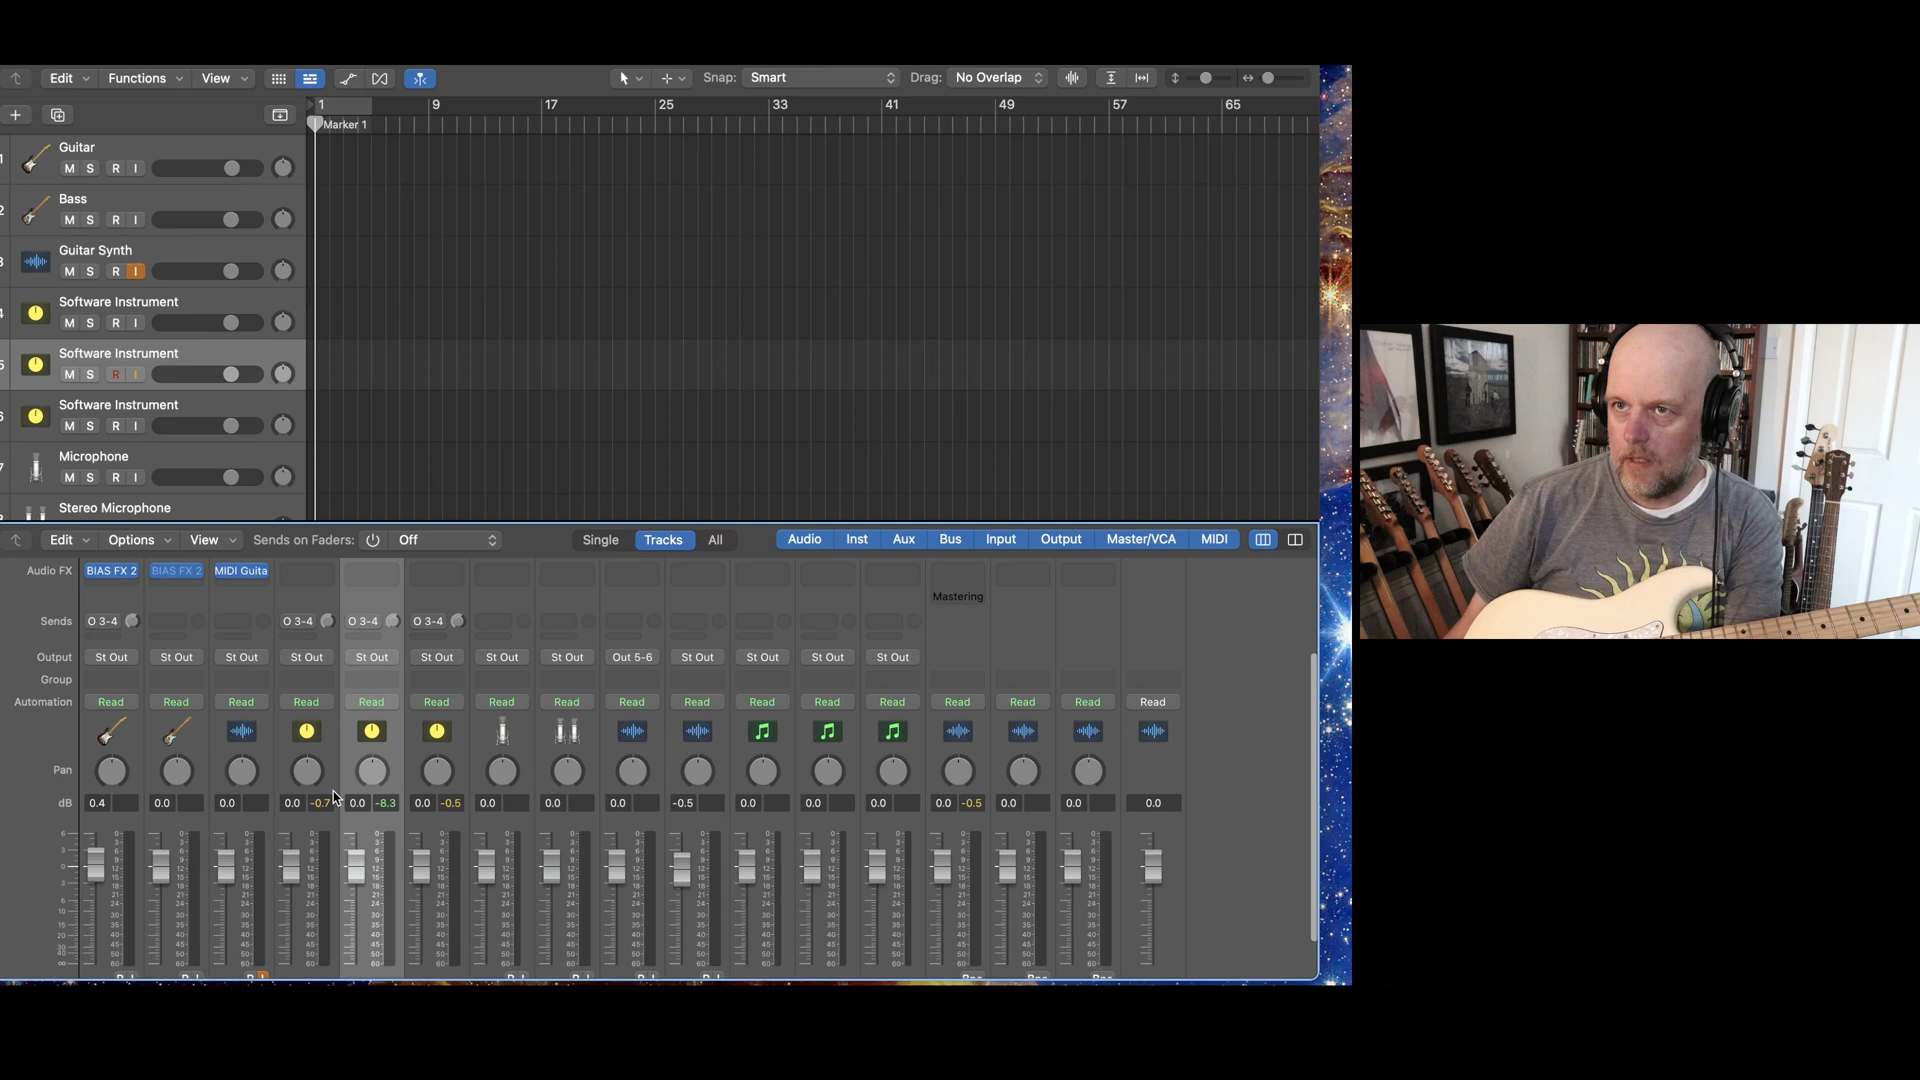 Edit Functions View Snap: Smart Drag: No Overlap
1 9 17 25 33 41 49 57 65
Marker 1
Guitar
M S R I
Bass
M S R I
Guitar Synth
M S R I
Software Instrument
M S R I
Software Instrument
M S R I
Software Instrument
M S R I
Microphone
M S R I
Stereo Microphone
Edit Options View Sends on Faders: Off Single Tracks All Audio Inst Aux Bus Input Output Master/VCA MIDI
Audio FX BIAS FX 2 BIAS FX 2 MIDI Guita
Mastering
Sends O 3-4 O 3-4 O 3-4 O 3-4
Output St Out St Out St Out St Out St Out St Out St Out St Out Out 5-6 St Out St Out St Out St Out
Group
Automation Read Read Read Read Read Read Read Read Read Read Read Read Read Read Read Read Read
Pan
dB 0.4 0.0 0.0 0.0 -0.7 0.0 -8.3 0.0 -0.5 0.0 0.0 0.0 -0.5 0.0 0.0 0.0 0.0 -0.5 0.0 0.0 0.0